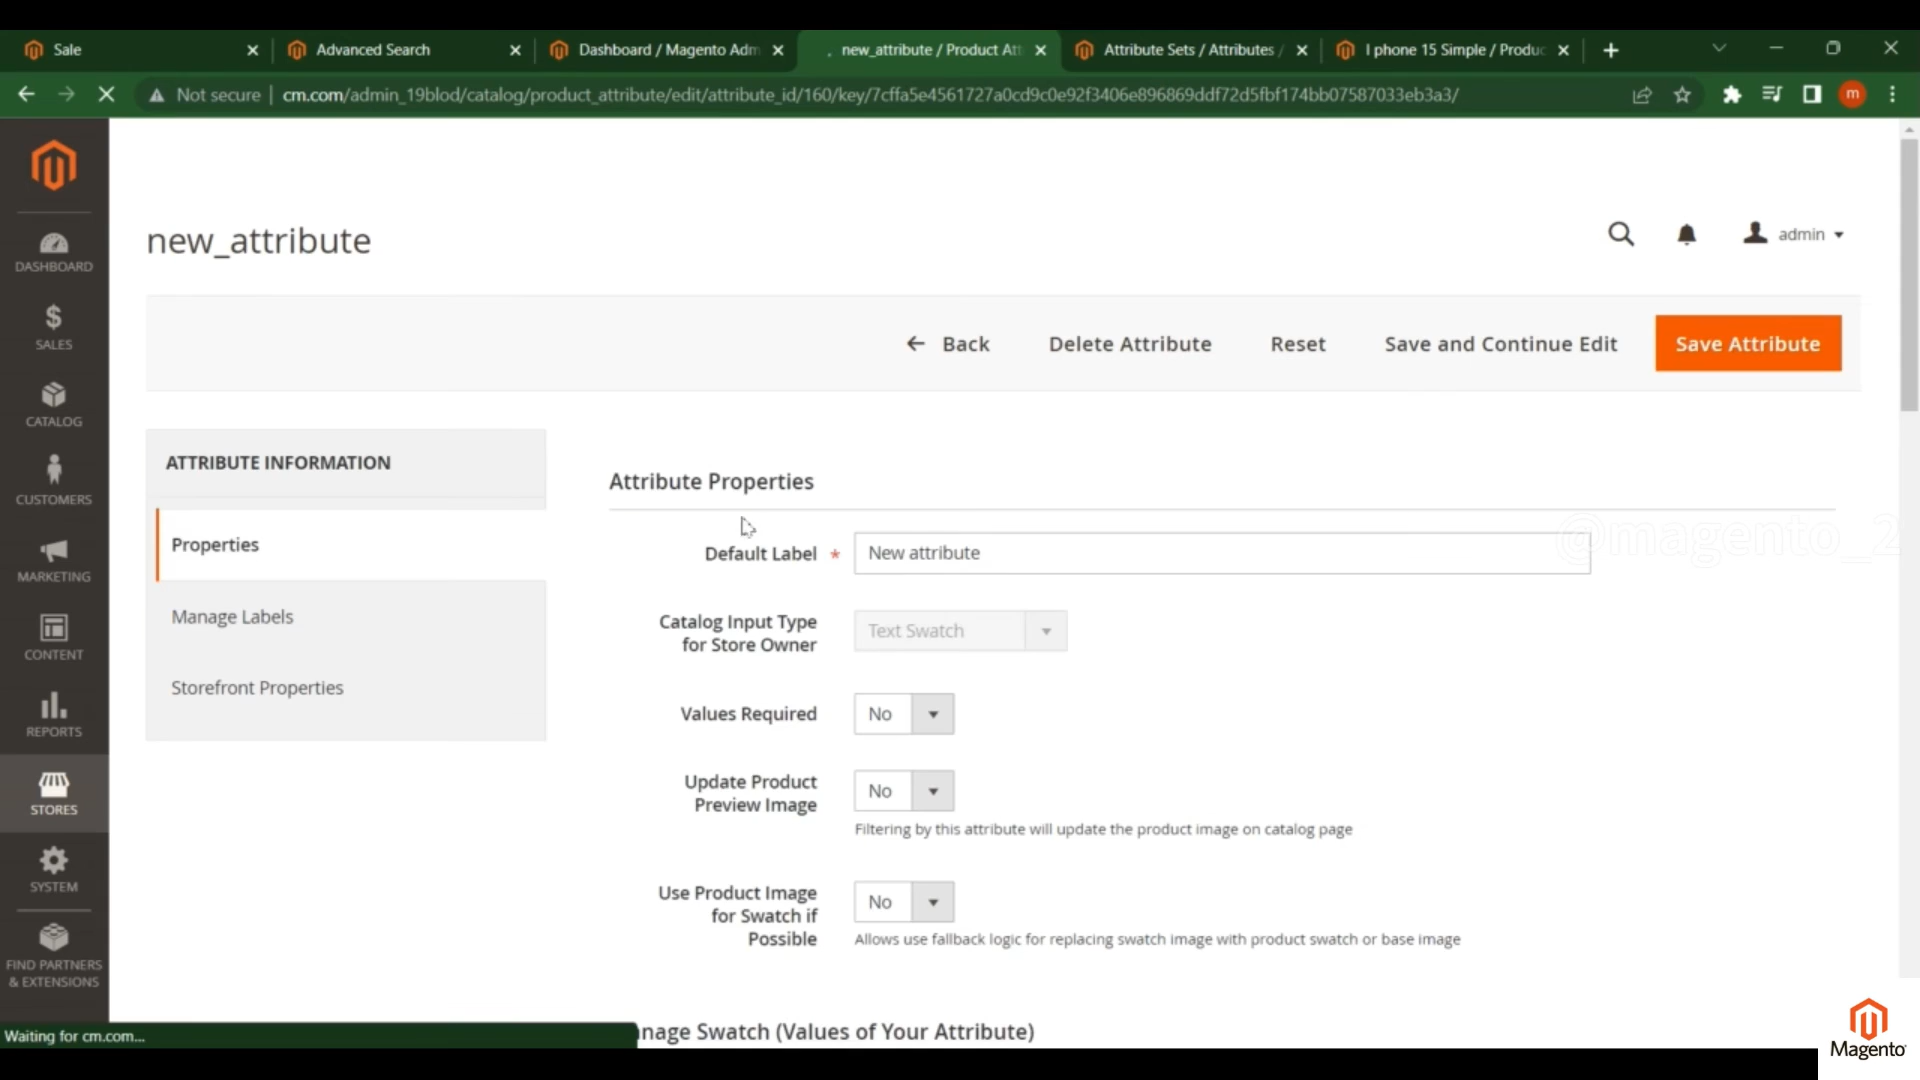 Sale
Advanced Search
Dashboard / Magento Adm
new_attribute / Product Att
Attribute Sets / Attributes /
I phone 15 Simple / Produc
Not secure
cm.com/admin_19blod/catalog/product_attribute/edit/attribute_id/160/key/7cffa5e4561727a0cd9c0e92f3406e896869ddf72d5fbf174bb07587033eb3a3/
m
new_attribute
admin
Back
Delete Attribute
Reset
Save and Continue Edit
Save Attribute
DASHBOARD
SALES
CATALOG
CUSTOMERS
MARKETING
CONTENT
REPORTS
STORES
SYSTEM
FIND PARTNERS
& EXTENSIONS
ATTRIBUTE INFORMATION
Properties
Manage Labels
Storefront Properties
Attribute Properties
Default Label *
New attribute
Catalog Input Type
for Store Owner
Text Swatch
Values Required
No
Update Product
Preview Image
No
Filtering by this attribute will update the product image on catalog page
Use Product Image
for Swatch if
Possible
No
Allows use fallback logic for replacing swatch image with product swatch or base image
nage Swatch (Values of Your Attribute)
Waiting for cm.com...
@magento_2
Magento